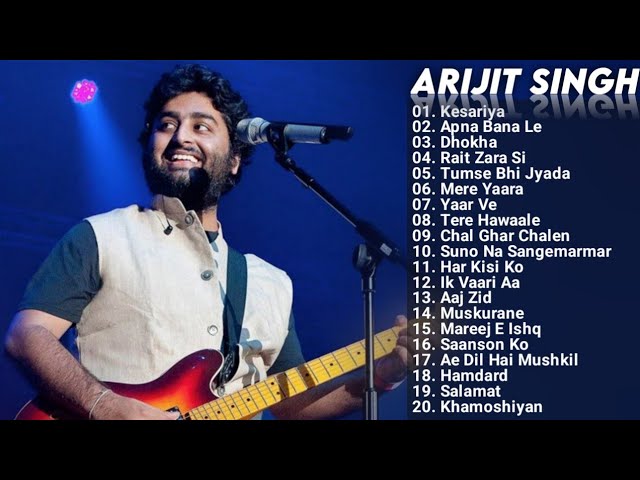 ARIJIT SINGH
01. Kesariya
02. Apna Bana Le
03. Dhokha
04. Rait Zara Si
05. Tumse Bhi Jyada
06. Mere Yaara
07. Yaar Ve
08. Tere Hawaale
09. Chal Ghar Chalen
10. Suno Na Sangemarmar
11. Har Kisi Ko
12. Ik Vaari Aa
13. Aaj Zid
14. Muskurane
15. Mareej E Ishq
16. Saanson Ko
17. Ae Dil Hai Mushkil
18. Hamdard
19. Salamat
20. Khamoshiyan